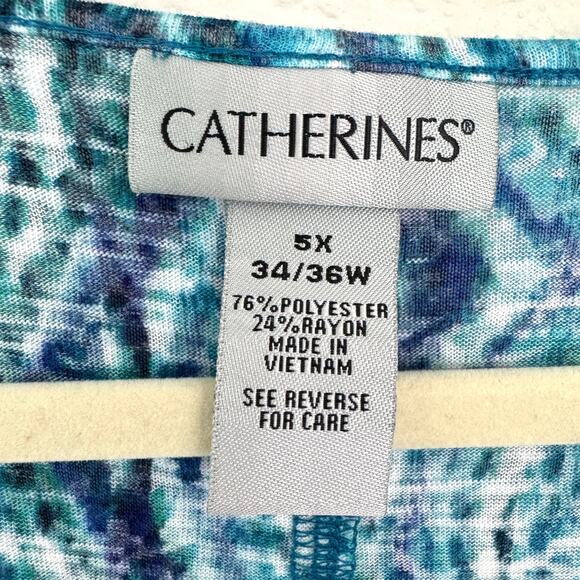 CATHERINES®
5X
34/36W
76%POLYESTER
24%RAYON
MADE IN
VIETNAM
SEE REVERSE
FOR CARE